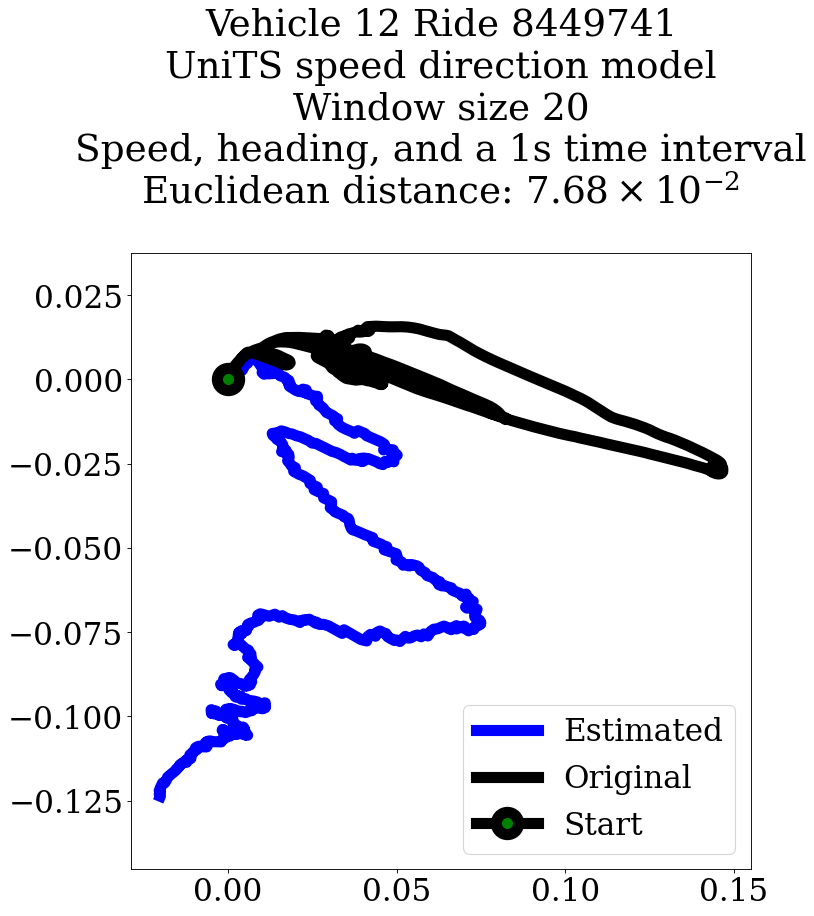 Vehicle 12 Ride 8449741
UniTS speed direction model
Window size 20
Speed, heading, and a 1s time interval
Euclidean distance: 7.68 × 10⁻²
0.025
0.000
−0.025
−0.050
−0.075
−0.100
−0.125
Estimated
Original
Start
0.00 0.05 0.10 0.15